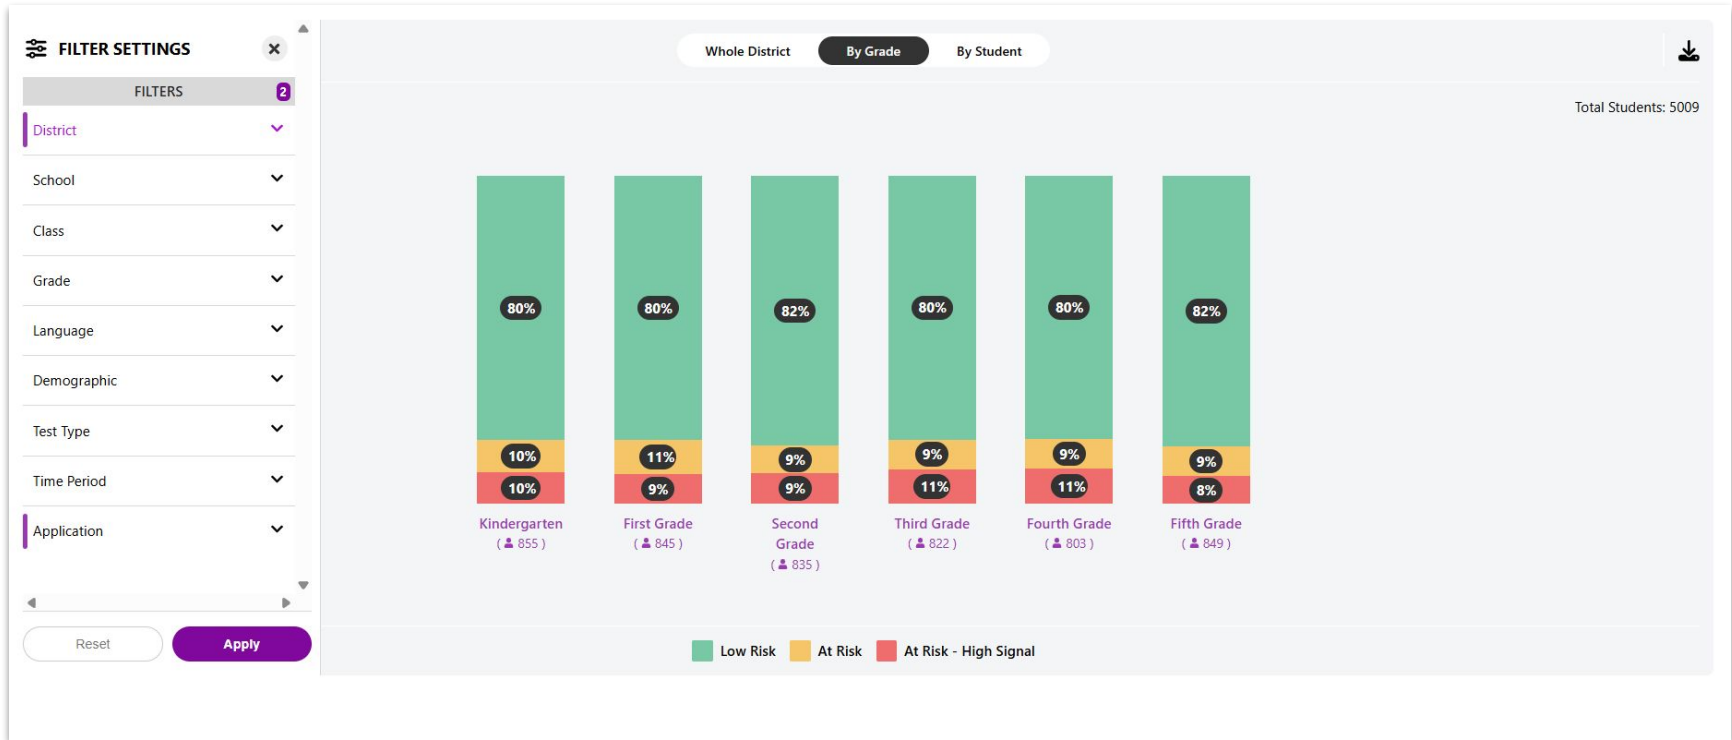 FILTER SETTINGS
FILTERS 2
District
School
Class
Grade
Language
Demographic
Test Type
Time Period
Application
Reset Apply
Whole District By Grade By Student
Total Students: 5009
80% 80% 82% 80% 80% 82%
10% 11% 9% 9% 9% 9%
10% 9% 9% 11% 11% 8%
Kindergarten First Grade Second Grade Third Grade Fourth Grade Fifth Grade
( 855 ) ( 845 ) ( 835 ) ( 822 ) ( 803 ) ( 849 )
Low Risk At Risk At Risk - High Signal